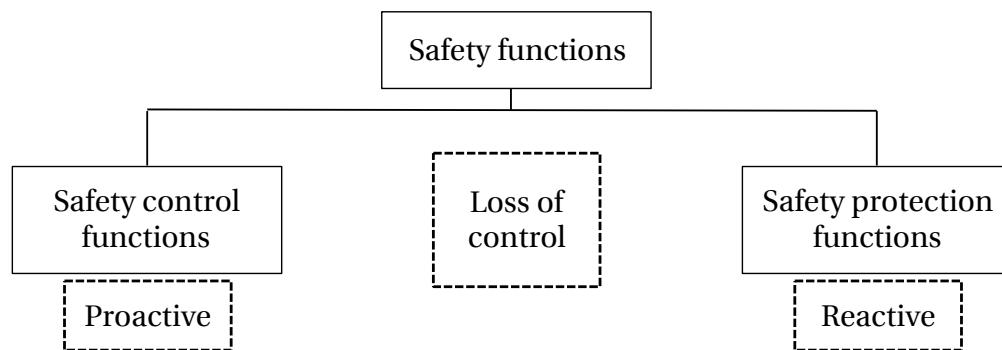 Safety functions
Safety control
functions
Loss of
control
Safety protection
functions
Proactive
Reactive